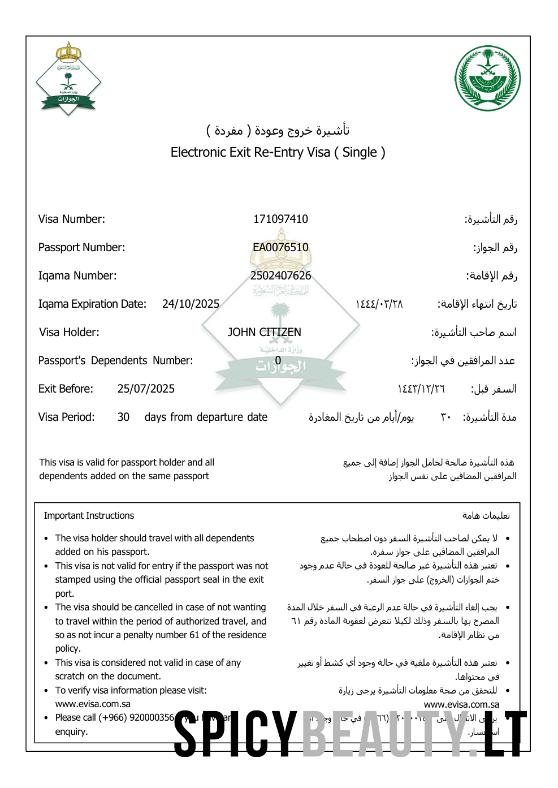 تأشيرة خروج وعودة ( مفردة )
Electronic Exit Re-Entry Visa ( Single )
Visa Number: 171097410 رقم التأشيرة:
Passport Number: EA0076510 رقم الجواز:
Iqama Number: 2502407626 رقم الإقامة:
Iqama Expiration Date: 24/10/2025 ١٤٤٤/٠٣/٢٨ تاريخ انتهاء الإقامة:
Visa Holder: JOHN CITIZEN اسم صاحب التأشيرة:
وزارة الداخلية
Passport's Dependents Number: 0 عدد المرافقين في الجواز:
الجوازات
Exit Before: 25/07/2025 ١٤٤٣/١٢/٢٦ السفر قبل:
Visa Period: 30 days from departure date يوم/أيام من تاريخ المغادرة ٣٠ مدة التأشيرة:
This visa is valid for passport holder and all
dependents added on the same passport
هذه التأشيرة صالحة لحامل الجواز إضافة إلى جميع
المرافقين المضافين على نفس الجواز
Important Instructions
• The visa holder should travel with all dependents
added on his passport.
• This visa is not valid for entry if the passport was not
stamped using the official passport seal in the exit
port.
• The visa should be cancelled in case of not wanting
to travel within the period of authorized travel, and
so as not incur a penalty number 61 of the residence
policy.
• This visa is considered not valid in case of any
scratch on the document.
• To verify visa information please visit:
www.evisa.com.sa
• Please call (+966) 920000356
enquiry.
تعليمات هامة
• لا يمكن لصاحب التأشيرة السفر دون اصطحاب جميع
المرافقين المضافين على جواز سفره.
• تعتبر هذه التأشيرة غير صالحة للعودة في حالة عدم وجود
ختم الجوازات (الخروج) على جواز السفر.
• يجب إلغاء التأشيرة في حالة عدم الرغبة في السفر خلال المدة
المصرح بها بالسفر وذلك لكيلا تتعرض لعقوبة المادة رقم ٦١
من نظام الإقامة.
• تعتبر هذه التأشيرة ملغية في حالة وجود أي كشط أو تغيير
في محتواها.
• للتحقق من صحة معلومات التأشيرة يرجى زيارة
www.evisa.com.sa
SPICYBEAUTY.LT